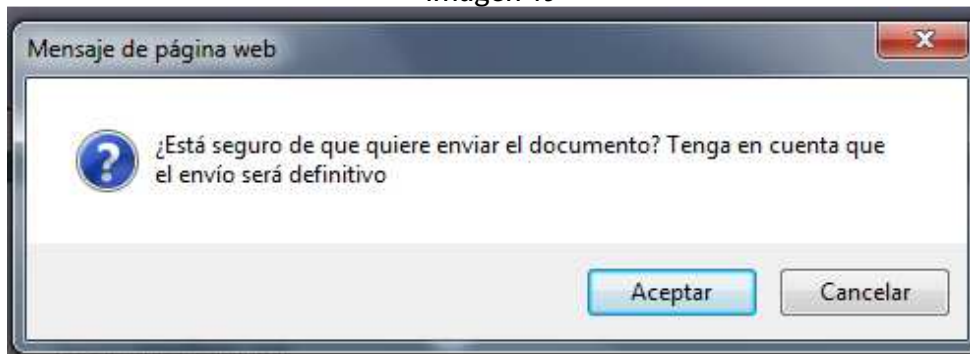 Mensaje de página web
¿Está seguro de que quiere enviar el documento? Tenga en cuenta que
el envío será definitivo
Aceptar
Cancelar